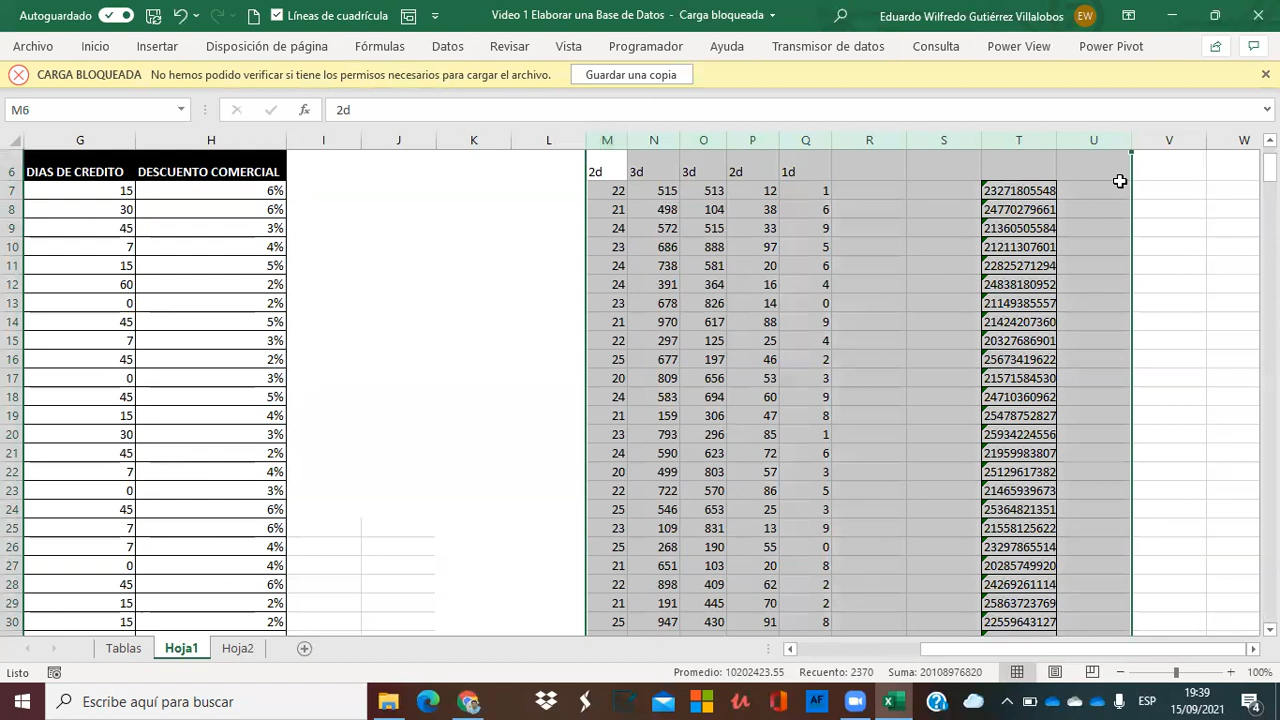 Autoguardado Líneas de cuadrícula Video 1 Elaborar una Base de Datos - Carga bloqueada Eduardo Wilfredo Gutiérrez Villalobos EW
Archivo Inicio Insertar Disposición de página Fórmulas Datos Revisar Vista Programador Ayuda Transmisor de datos Consulta Power View Power Pivot
CARGA BLOQUEADA No hemos podido verificar si tiene los permisos necesarios para cargar el archivo. Guardar una copia
M6 fx 2d
G H I J K L M N O P Q R S T U V W
6 DIAS DE CREDITO DESCUENTO COMERCIAL 2d 3d 3d 2d 1d
7 15 6% 22 515 513 12 1 23271805548
8 30 6% 21 498 104 38 6 24770279661
9 45 3% 24 572 515 33 9 21360505584
10 7 4% 23 686 888 97 5 21211307601
11 15 5% 24 738 581 20 6 22825271294
12 60 2% 24 391 364 16 4 24838180952
13 0 2% 23 678 826 14 0 21149385557
14 45 5% 21 970 617 88 9 21424207360
15 7 3% 22 297 125 25 4 20327686901
16 45 2% 25 677 197 46 2 25673419622
17 0 3% 20 809 656 53 3 21571584530
18 45 5% 24 583 694 60 9 24710360962
19 15 4% 21 159 306 47 8 25478752827
20 30 3% 23 793 296 85 1 25934224556
21 45 2% 24 590 623 72 6 21959983807
22 7 4% 20 499 803 57 3 25129617382
23 0 3% 22 722 570 86 5 21465939673
24 45 6% 25 546 653 25 3 25364821351
25 7 6% 23 109 831 13 9 21558125622
26 7 4% 25 268 190 55 0 23297865514
27 0 4% 21 651 103 20 8 20285749920
28 45 6% 22 898 409 62 2 24269261114
29 15 2% 21 191 445 70 2 25863723769
30 15 2% 25 947 430 91 8 22559643127
Tablas Hoja1 Hoja2
Listo Promedio: 10202423.55 Recuento: 2370 Suma: 20108976820 100%
Escribe aquí para buscar AF ESP 19:39
15/09/2021 4